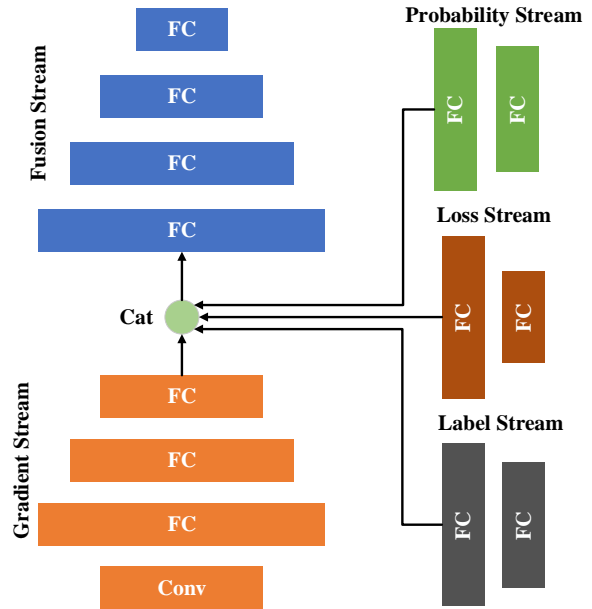 Fusion Stream
FC
FC
FC
FC
Cat
Gradient Stream
FC
FC
FC
Conv
Probability Stream
FC
FC
Loss Stream
FC
FC
Label Stream
FC
FC